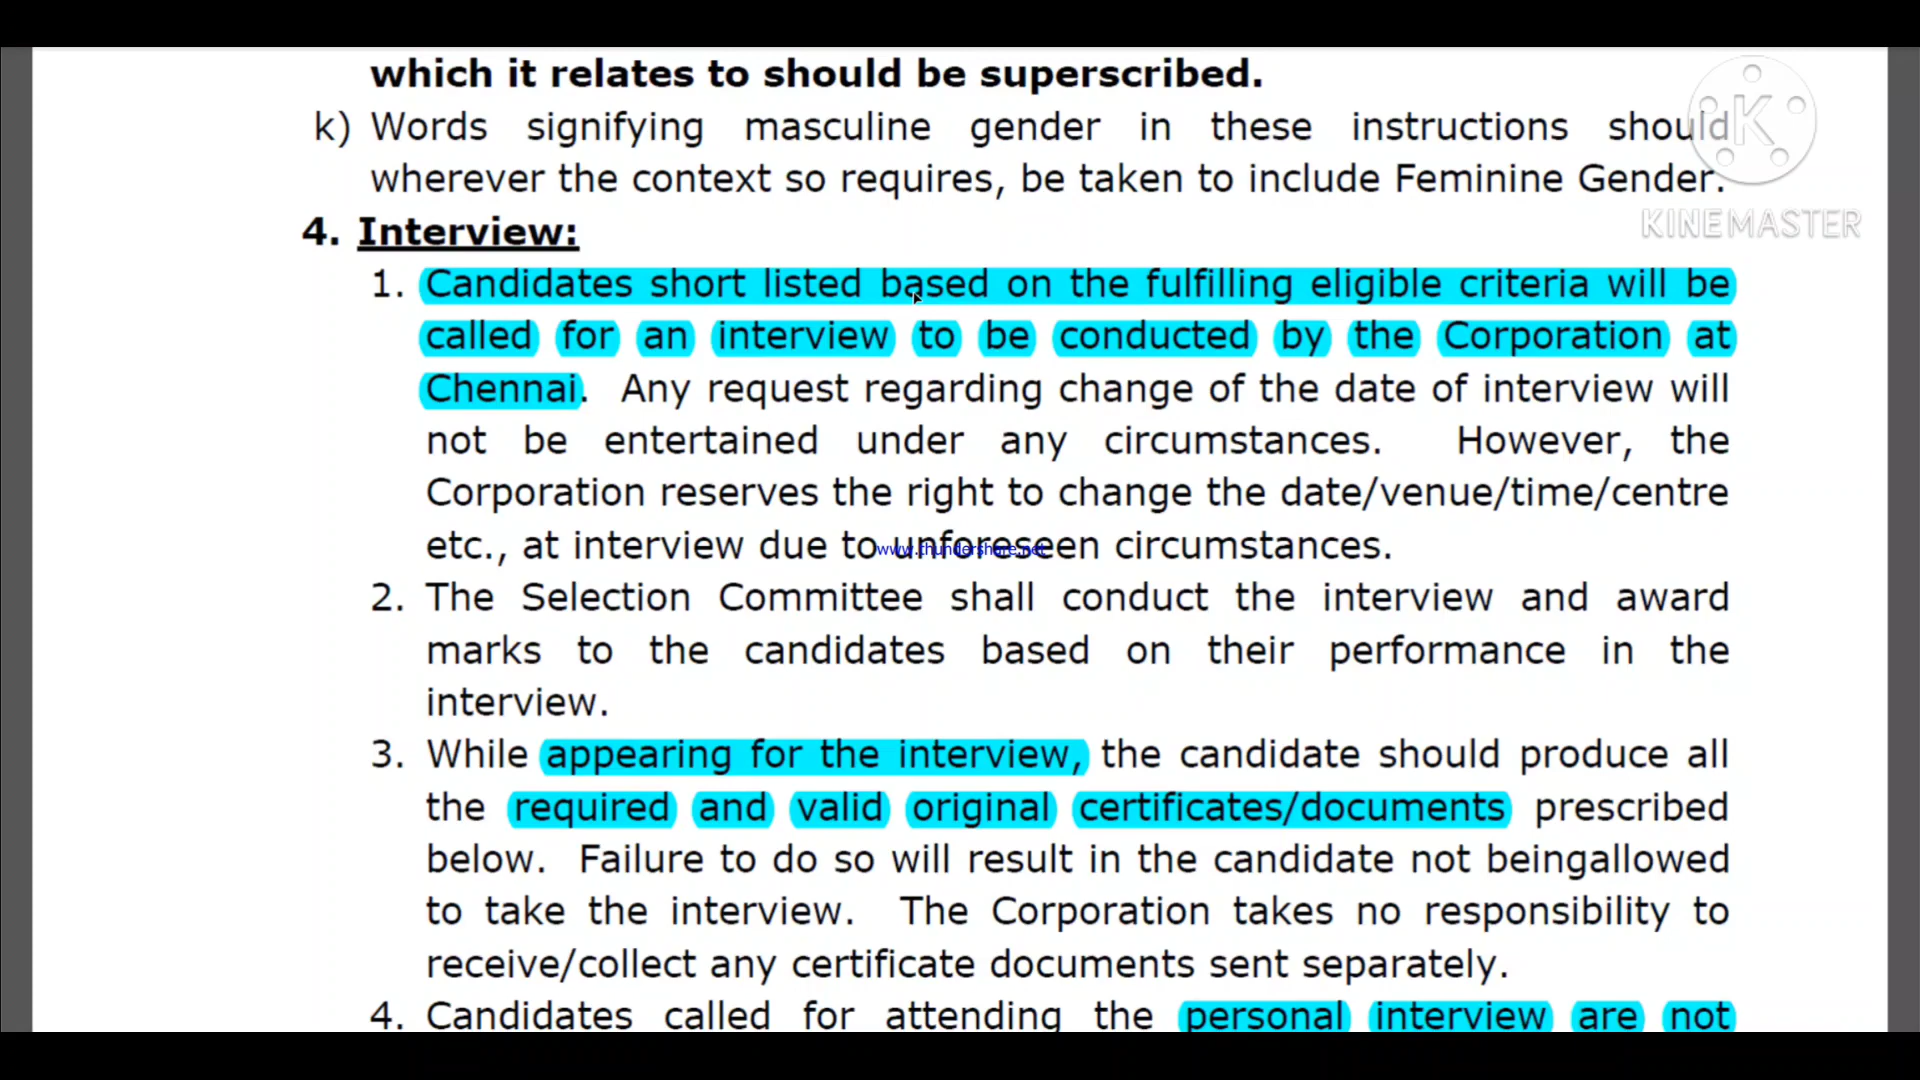 which it relates to should be superscribed.
k) Words signifying masculine gender in these instructions should
wherever the context so requires, be taken to include Feminine Gender.
K
KINEMASTER
4. Interview:
1. Candidates short listed based on the fulfilling eligible criteria will be
called for an interview to be conducted by the Corporation at
Chennai. Any request regarding change of the date of interview will
not be entertained under any circumstances. However, the
Corporation reserves the right to change the date/venue/time/centre
etc., at interview due to unforeseen circumstances.
www.thundershare.net
2. The Selection Committee shall conduct the interview and award
marks to the candidates based on their performance in the
interview.
3. While appearing for the interview, the candidate should produce all
the required and valid original certificates/documents prescribed
below. Failure to do so will result in the candidate not beingallowed
to take the interview. The Corporation takes no responsibility to
receive/collect any certificate documents sent separately.
4. Candidates called for attending the personal interview are not